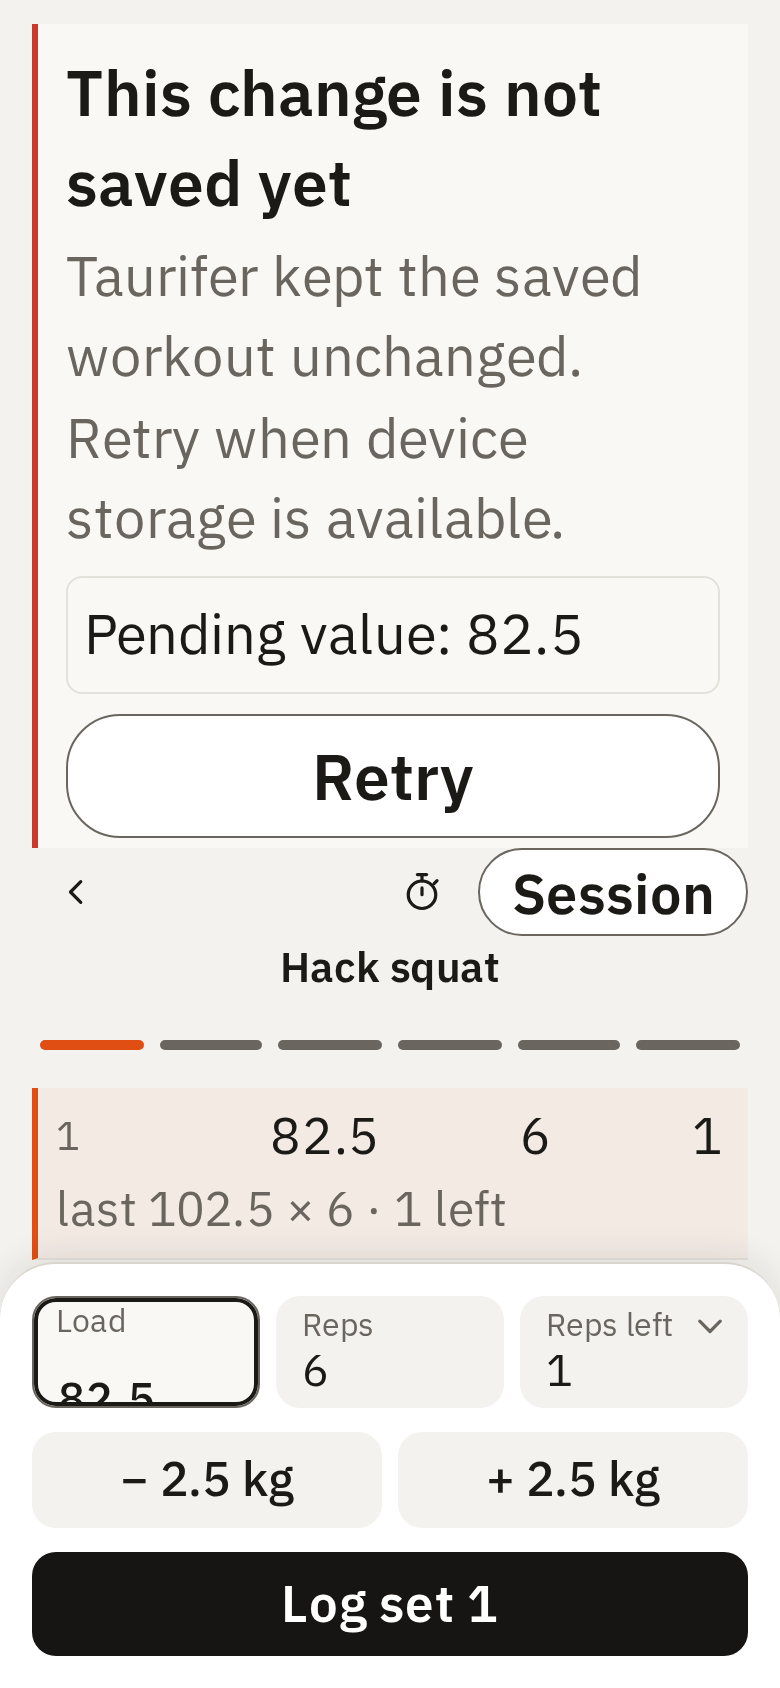 This change is not
saved yet
Taurifer kept the saved
workout unchanged.
Retry when device
storage is available.
Pending value: 82.5
Retry
Session
Hack squat
1 82.5 6 1
last 102.5 × 6 · 1 left
Load Reps Reps left
82.5 6 1
− 2.5 kg + 2.5 kg
Log set 1